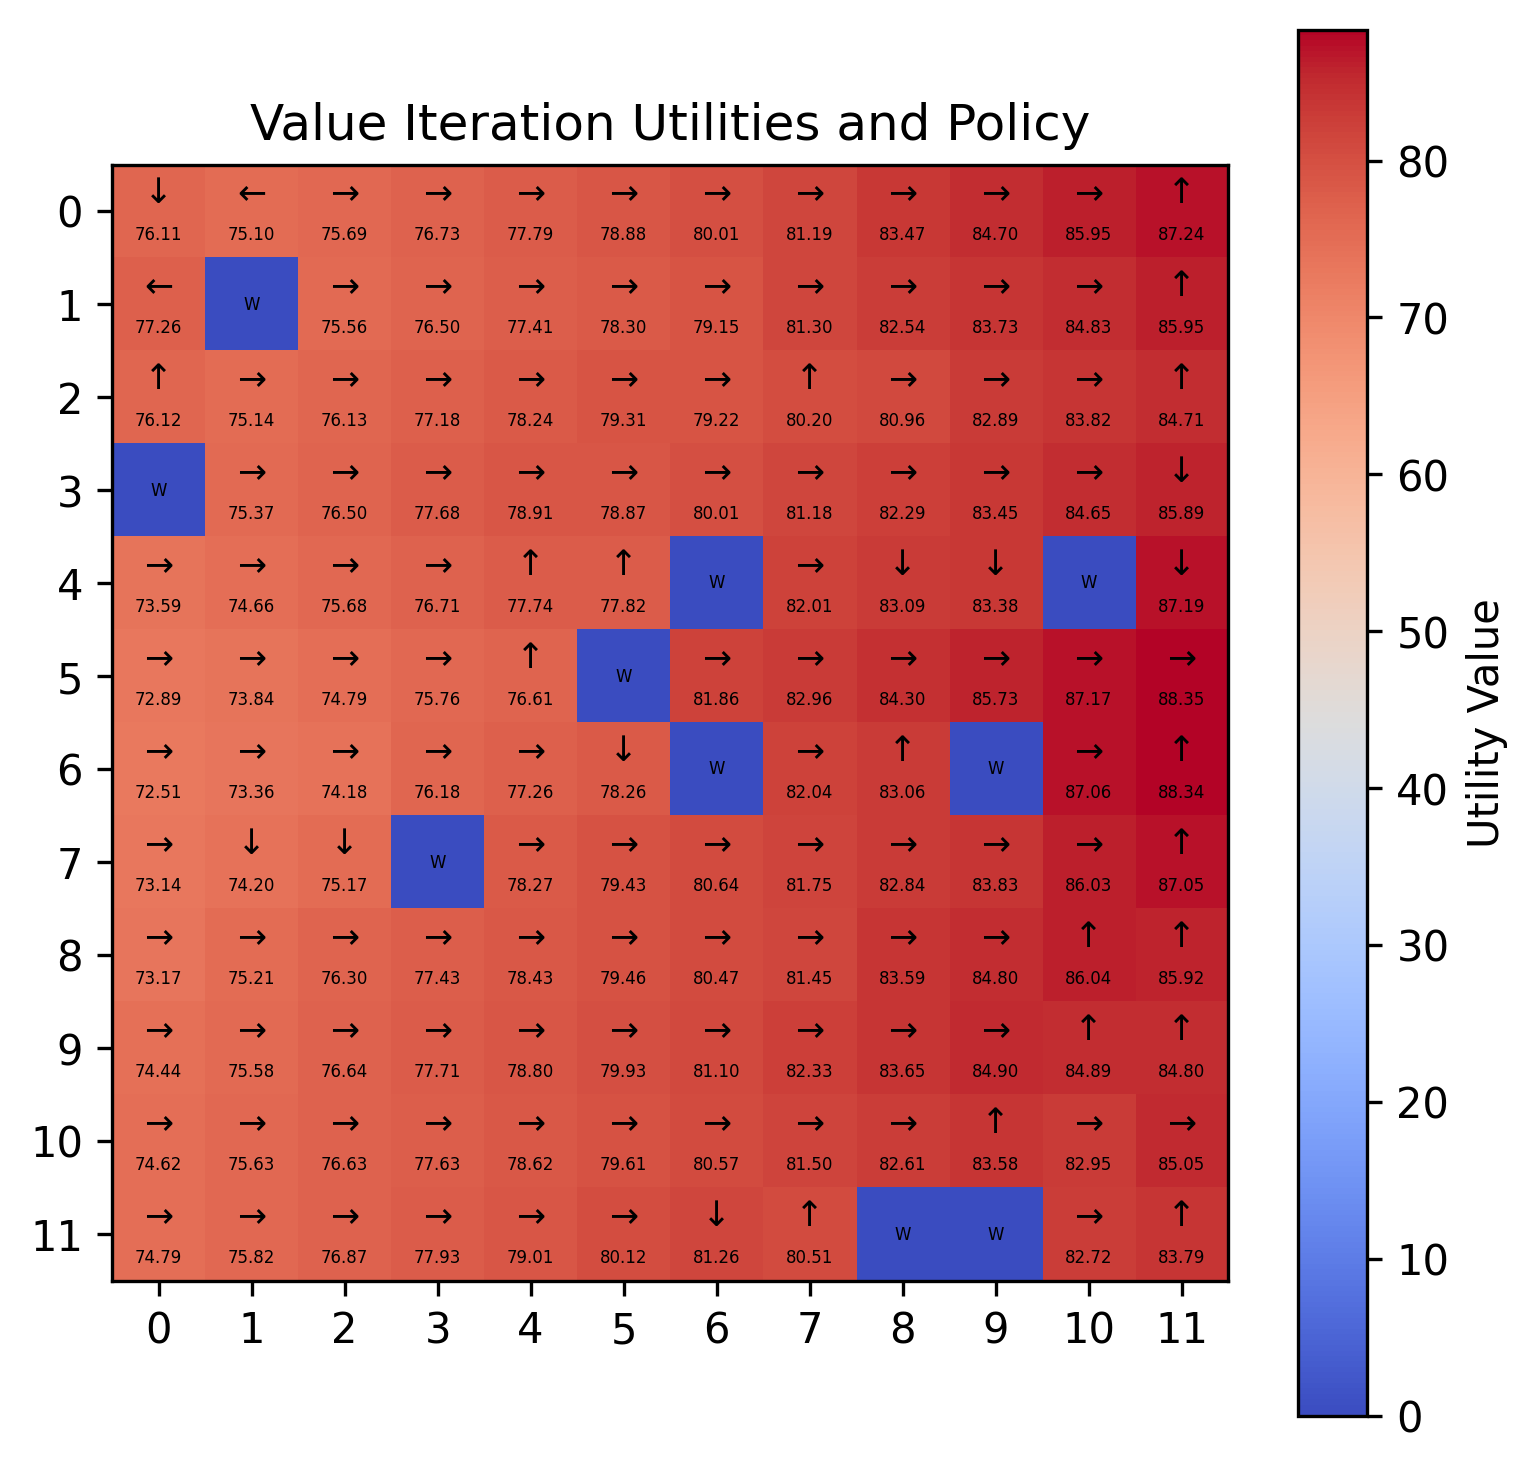 Value Iteration Utilities and Policy
↓ ← → → → → → → → → → ↑
0 76.11 75.10 75.69 76.73 77.79 78.88 80.01 81.19 83.47 84.70 85.95 87.24
← W → → → → → → → → → ↑
1 77.26 75.56 76.50 77.41 78.30 79.15 81.30 82.54 83.73 84.83 85.95
↑ → → → → → → ↑ → → → ↑
2 76.12 75.14 76.13 77.18 78.24 79.31 79.22 80.20 80.96 82.89 83.82 84.71
W → → → → → → → → → → ↓
3 75.37 76.50 77.68 78.91 78.87 80.01 81.18 82.29 83.45 84.65 85.89
→ → → → ↑ ↑ W → ↓ ↓ W ↓
4 73.59 74.66 75.68 76.71 77.74 77.82 82.01 83.09 83.38 87.19
→ → → → ↑ W → → → → → →
5 72.89 73.84 74.79 75.76 76.61 81.86 82.96 84.30 85.73 87.17 88.35
→ → → → → ↓ W → ↑ W → ↑
6 72.51 73.36 74.18 76.18 77.26 78.26 82.04 83.06 87.06 88.34
→ ↓ ↓ W → → → → → → → ↑
7 73.14 74.20 75.17 78.27 79.43 80.64 81.75 82.84 83.83 86.03 87.05
→ → → → → → → → → → ↑ ↑
8 73.17 75.21 76.30 77.43 78.43 79.46 80.47 81.45 83.59 84.80 86.04 85.92
→ → → → → → → → → → ↑ ↑
9 74.44 75.58 76.64 77.71 78.80 79.93 81.10 82.33 83.65 84.90 84.89 84.80
→ → → → → → → → → ↑ → →
10 74.62 75.63 76.63 77.63 78.62 79.61 80.57 81.50 82.61 83.58 82.95 85.05
→ → → → → → ↓ ↑ W W → ↑
11 74.79 75.82 76.87 77.93 79.01 80.12 81.26 80.51 82.72 83.79
0 1 2 3 4 5 6 7 8 9 10 11
80
70
60
50
40
30
20
10
0
Utility Value